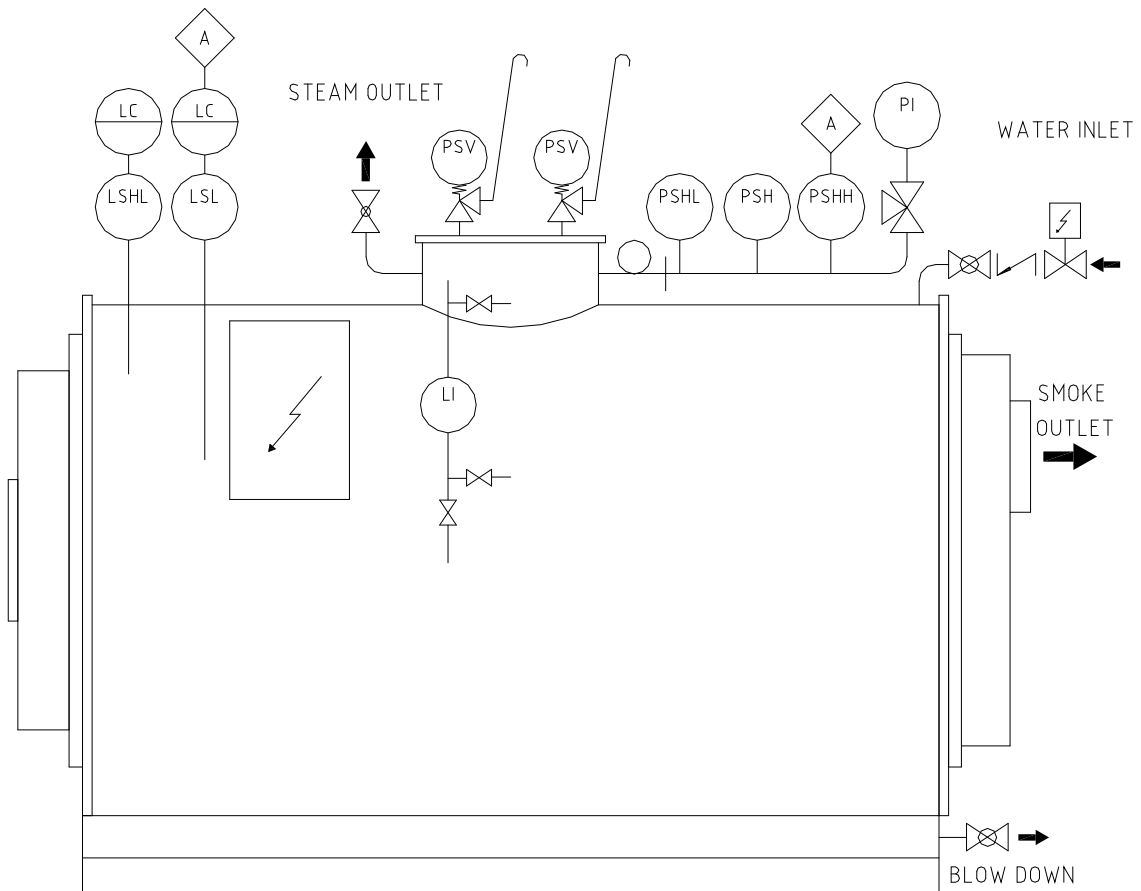 A
LC
LC
STEAM OUTLET
PI
A
WATER INLET
PSV
PSV
LSHL
LSL
PSHL
PSH
PSHH
LI
SMOKE
OUTLET
BLOW DOWN